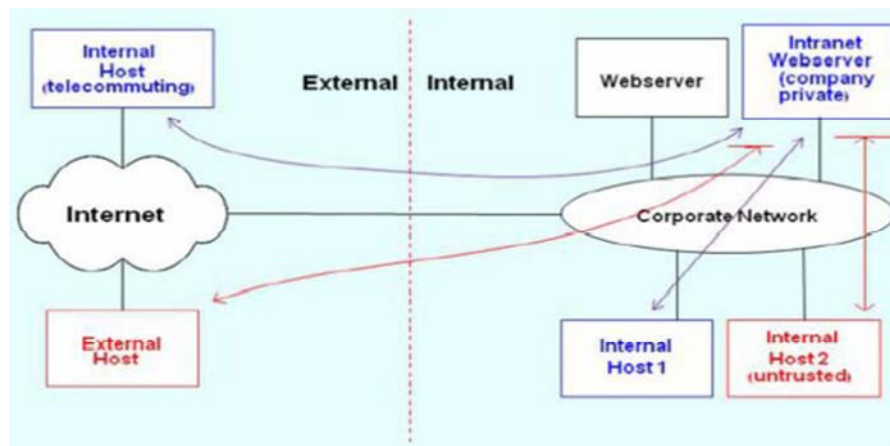 Internal
Host
(telecommuting)
External
Internal
Webserver
Intranet
Webserver
(company
private)
Internet
Corporate Network
External
Host
Internal
Host 1
Internal
Host 2
(untrusted)